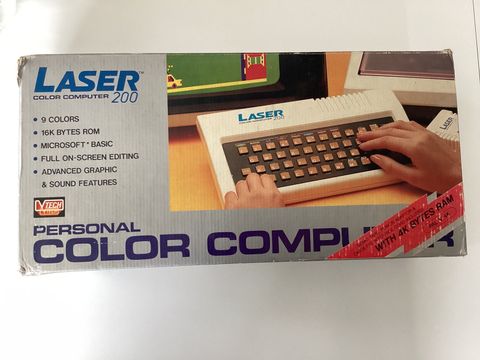 LASER™
COLOR COMPUTER 200
• 9 COLORS
• 16K BYTES ROM
• MICROSOFT® BASIC
• FULL ON-SCREEN EDITING
• ADVANCED GRAPHIC
& SOUND FEATURES
LASER
VTECH
PERSONAL
COLOR COMPUTER
WITH 4K BYTES RAM